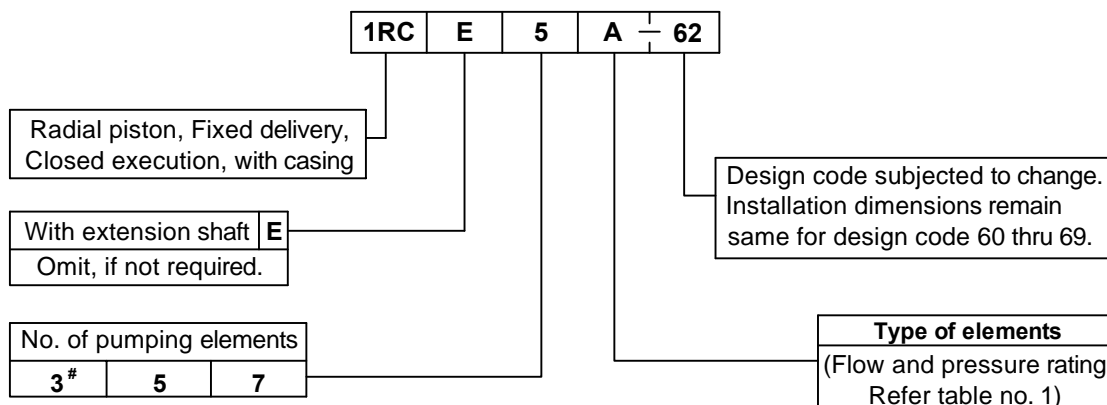 1RC E 5 A – 62
Radial piston, Fixed delivery,
Closed execution, with casing
With extension shaft E
Omit, if not required.
No. of pumping elements
3# 5 7
Design code subjected to change.
Installation dimensions remain
same for design code 60 thru 69.
Type of elements
(Flow and pressure rating
Refer table no. 1)